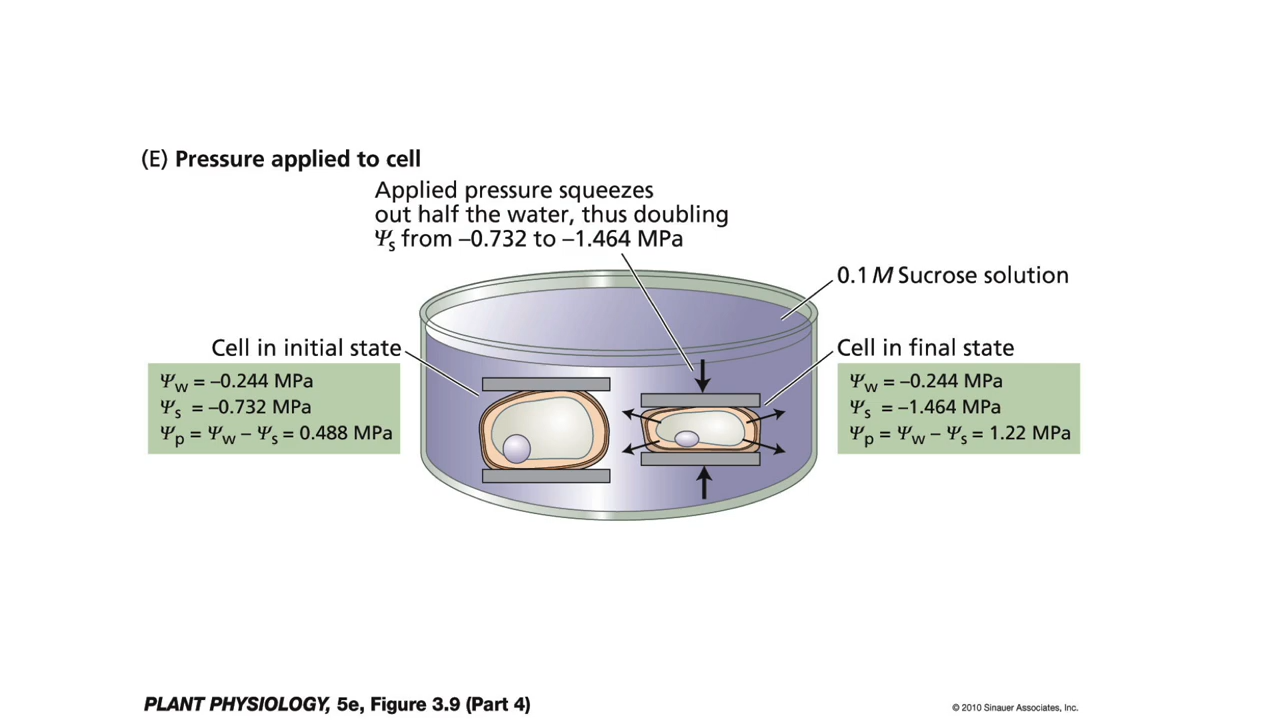 (E) Pressure applied to cell
Applied pressure squeezes
out half the water, thus doubling
Ψs from –0.732 to –1.464 MPa
0.1 M Sucrose solution
Cell in initial state
Ψw = –0.244 MPa
Ψs = –0.732 MPa
Ψp = Ψw – Ψs = 0.488 MPa
Cell in final state
Ψw = –0.244 MPa
Ψs = –1.464 MPa
Ψp = Ψw – Ψs = 1.22 MPa
PLANT PHYSIOLOGY, 5e, Figure 3.9 (Part 4)
© 2010 Sinauer Associates, Inc.